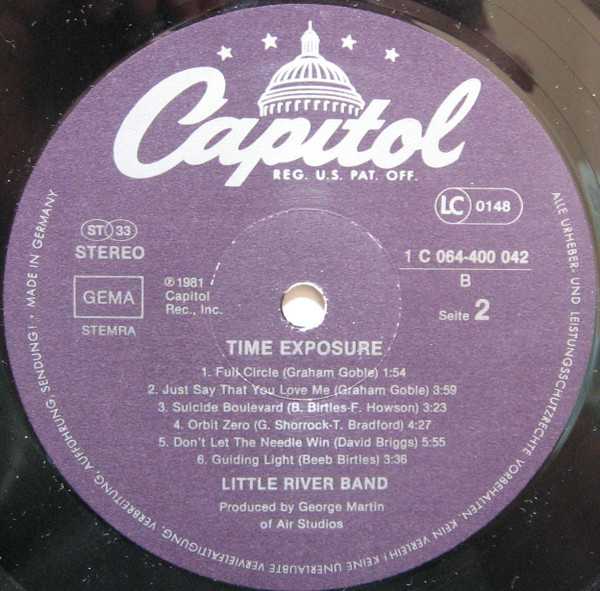 Capitol
REG. U.S. PAT. OFF.
LC 0148
ST 33
STEREO
GEMA
STEMRA
℗1981
Capitol
Rec., Inc.
1 C 064-400 042
B
Seite 2
TIME EXPOSURE
1. Full Circle (Graham Goble) 1:54
2. Just Say That You Love Me (Graham Goble) 3:59
3. Suicide Boulevard (B. Birtles-F. Howson) 3:23
4. Orbit Zero (G. Shorrock-T. Bradford) 4:27
5. Don't Let The Needle Win (David Briggs) 5:55
6. Guiding Light (Beeb Birtles) 3:36
LITTLE RIVER BAND
Produced by George Martin
of Air Studios
ALLE URHEBER- UND LEISTUNGSSCHUTZRECHTE VORBEHALTEN. KEIN VERLEIH! KEINE UNERLAUBTE VERVIELFÄLTIGUNG, VERBREITUNG, AUFFÜHRUNG, SENDUNG! • MADE IN GERMANY